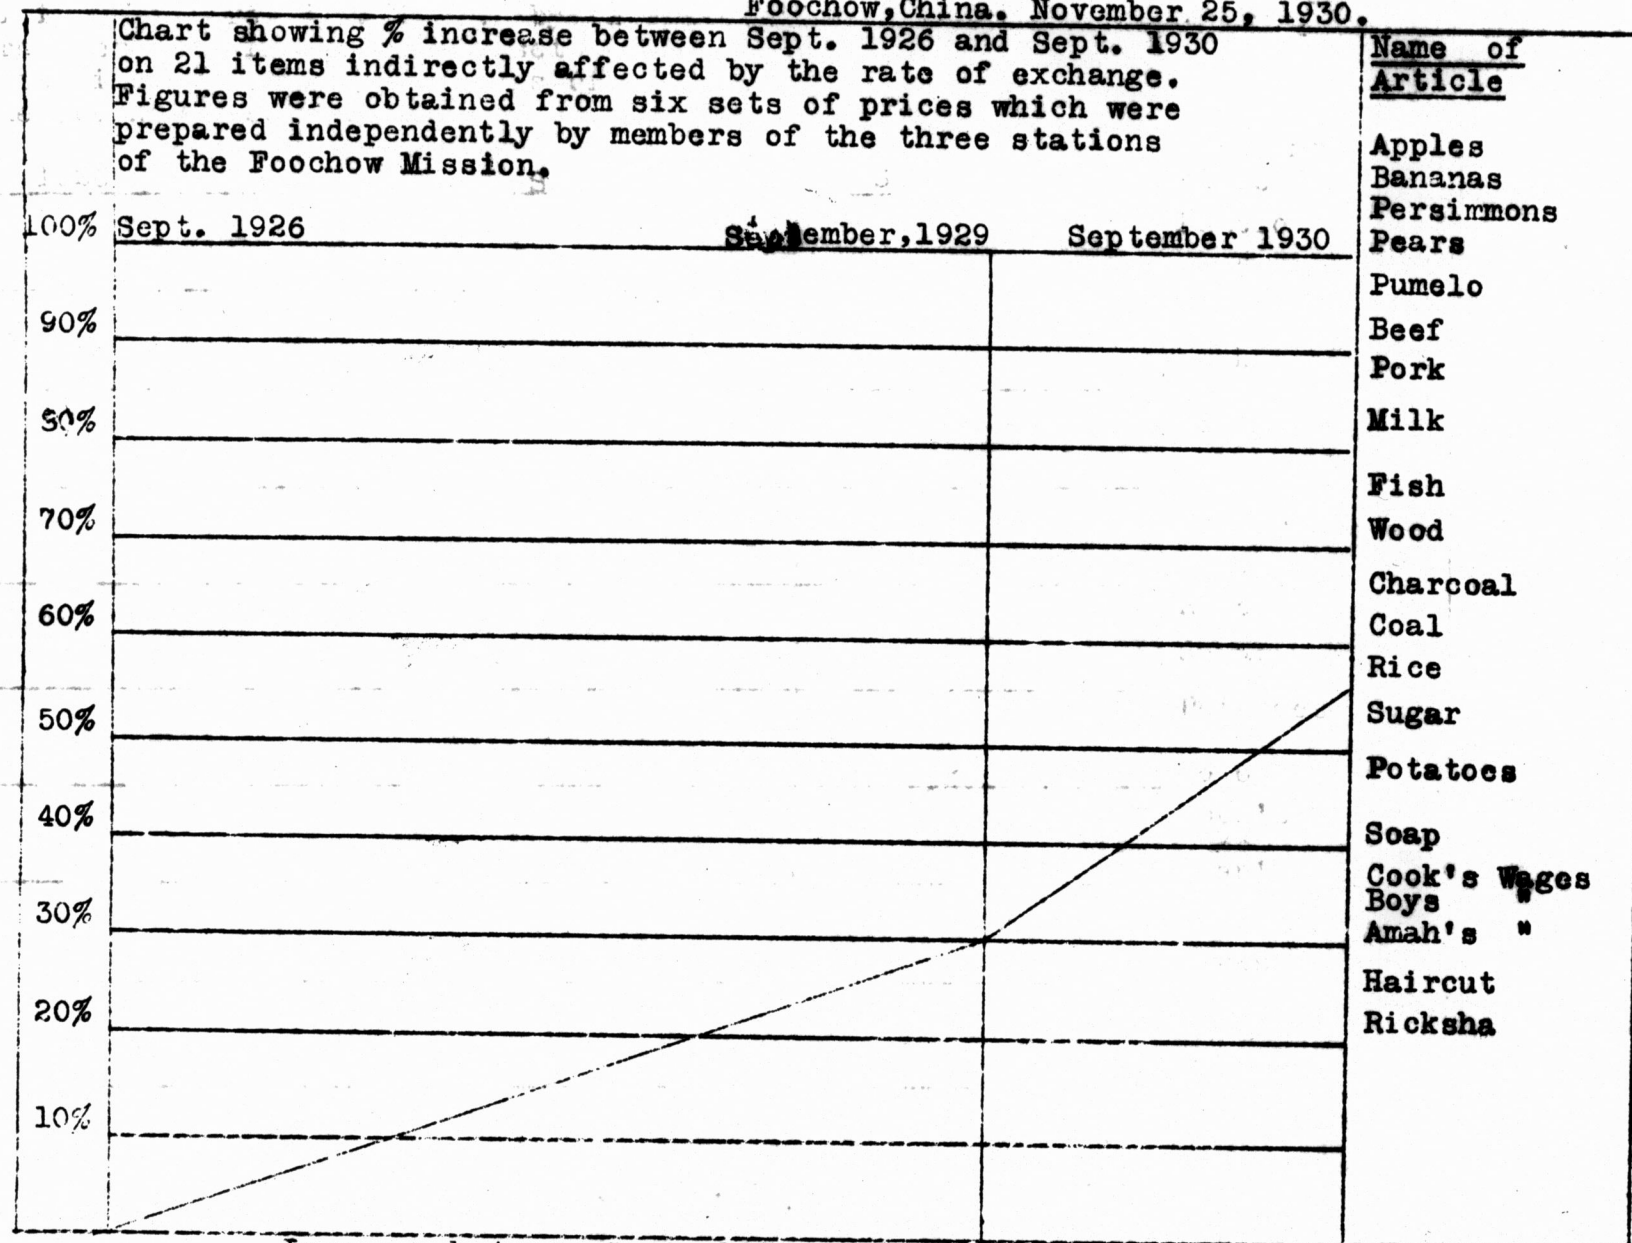 Foochow,China. November 25, 1930.
Chart showing % increase between Sept. 1926 and Sept. 1930
on 21 items indirectly affected by the rate of exchange.
Figures were obtained from six sets of prices which were
prepared independently by members of the three stations
of the Foochow Mission.
100% Sept. 1926 September,1929 September 1930
90%
80%
70%
60%
50%
40%
30%
20%
10%
Name of
Article
Apples
Bananas
Persimmons
Pears
Pumelo
Beef
Pork
Milk
Fish
Wood
Charcoal
Coal
Rice
Sugar
Potatoes
Soap
Cook's Wages
Boys "
Amah's "
Haircut
Ricksha